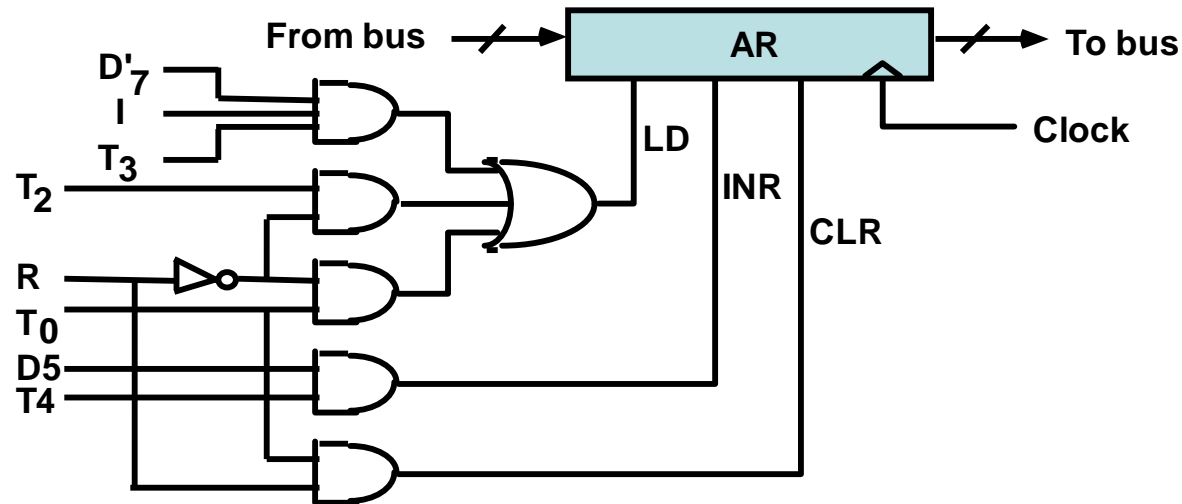 From bus
AR
To bus
D'7
I
T3
T2
LD
Clock
INR
CLR
R
T0
D5
T4